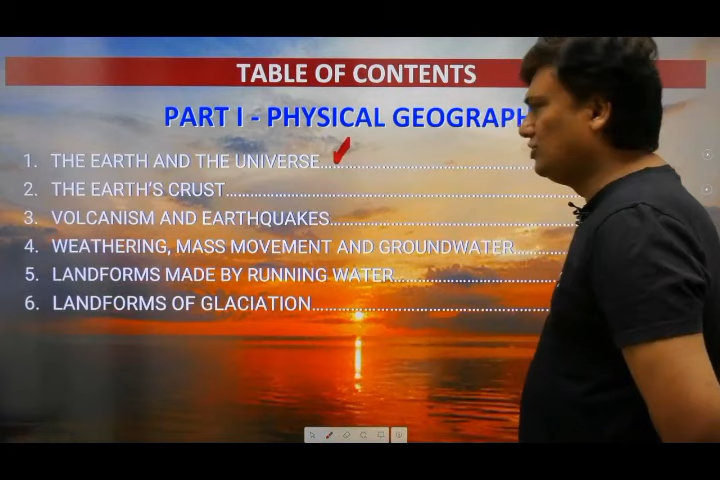 TABLE OF CONTENTS
PART I - PHYSICAL GEOGRAPH
1. THE EARTH AND THE UNIVERSE
2. THE EARTH'S CRUST
3. VOLCANISM AND EARTHQUAKES
4. WEATHERING, MASS MOVEMENT AND GROUNDWATER
5. LANDFORMS MADE BY RUNNING WATER
6. LANDFORMS OF GLACIATION